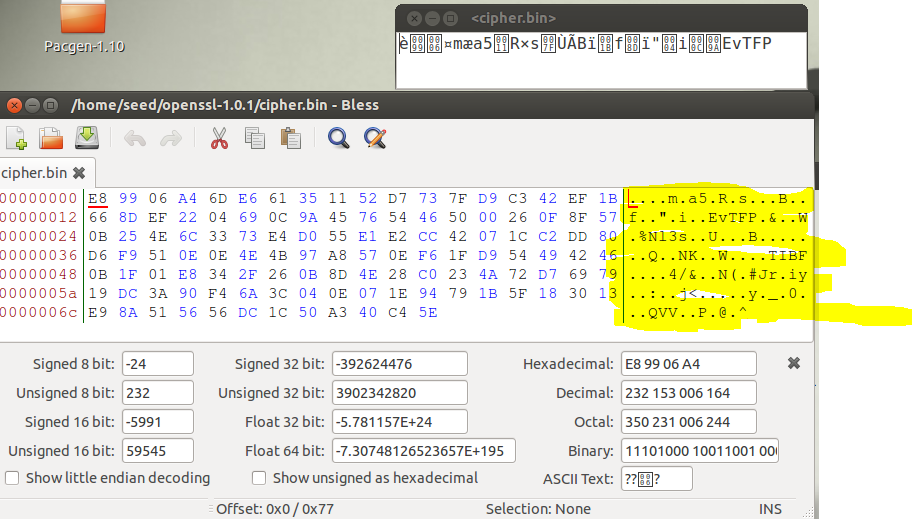 Pacgen-1.10
<cipher.bin>
/home/seed/openssl-1.0.1/cipher.bin - Bless
cipher.bin
00000000 E8 99 06 A4 6D E6 61 35 11 52 D7 73 7F D9 C3 42 EF 1B ....m.a5.R.s...B..
00000012 66 8D EF 22 04 69 0C 9A 45 76 54 46 50 00 26 0F 8F 57 f..".i..EvTFP.&..W
00000024 0B 25 4E 6C 33 73 E4 D0 55 E1 E2 CC 42 07 1C C2 DD 80 .%Nl3s..U...B.....
00000036 D6 F9 51 0E 0E 4E 4B 97 A8 57 0E F6 1F D9 54 49 42 46 ..Q..NK..W....TIBF
00000048 0B 1F 01 E8 34 2F 26 0B 8D 4E 28 C0 23 4A 72 D7 69 79 ....4/&..N(.#Jr.iy
0000005a 19 DC 3A 90 F4 6A 3C 04 0E 07 1E 94 79 1B 5F 18 30 13 ..:..j<.....y._.0.
0000006c E9 8A 51 56 56 DC 1C 50 A3 40 C4 5E ..QVV..P.@.^
Signed 8 bit: -24 Signed 32 bit: -392624476 Hexadecimal: E8 99 06 A4
Unsigned 8 bit: 232 Unsigned 32 bit: 3902342820 Decimal: 232 153 006 164
Signed 16 bit: -5991 Float 32 bit: -5.781157E+24 Octal: 350 231 006 244
Unsigned 16 bit: 59545 Float 64 bit: -7.30748126523657E+195 Binary: 11101000 10011001 000
Show little endian decoding Show unsigned as hexadecimal ASCII Text:
Offset: 0x0 / 0x77 Selection: None INS